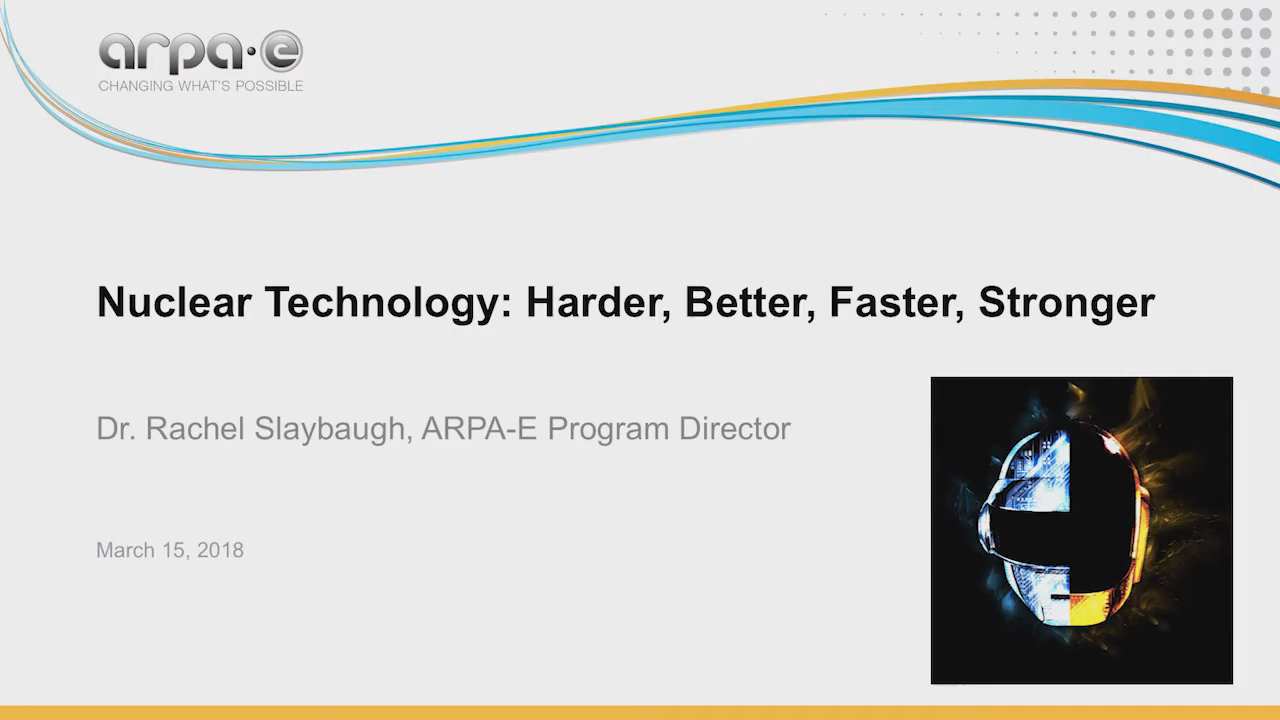 arpa·e
CHANGING WHAT'S POSSIBLE
Nuclear Technology: Harder, Better, Faster, Stronger
Dr. Rachel Slaybaugh, ARPA-E Program Director
March 15, 2018